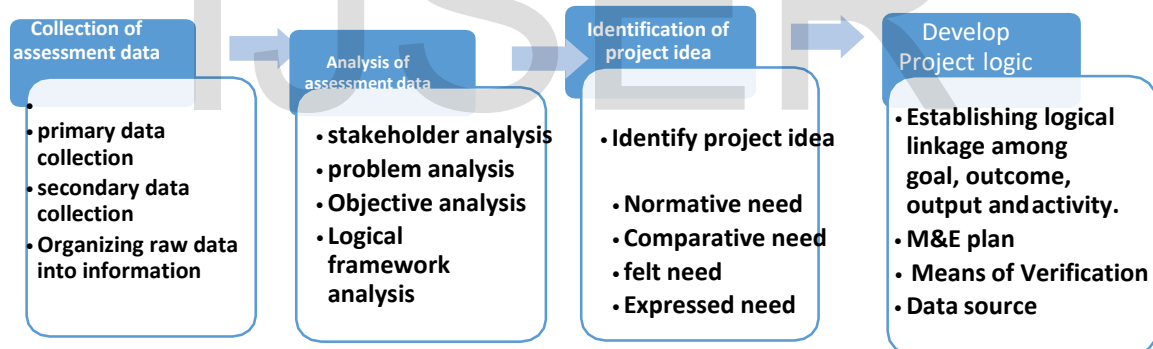 IJSER
Collection of
assessment data
•
• primary data
collection
• secondary data
collection
• Organizing raw data
into information
Analysis of
assessment data
• stakeholder analysis
• problem analysis
• Objective analysis
• Logical
framework
analysis
Identification of
project idea
• Identify project idea
• Normative need
• Comparative need
• felt need
• Expressed need
Develop
Project logic
• Establishing logical
linkage among
goal, outcome,
output andactivity.
• M&E plan
• Means of Verification
• Data source